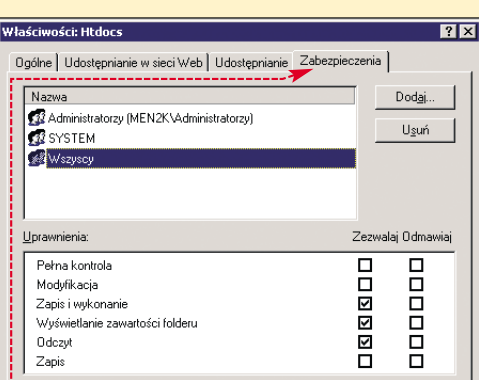 Właściwości: Htdocs
Ogólne Udostępnianie w sieci Web Udostępnianie Zabezpieczenia
Nazwa
Dodaj...
Administratorzy (MEN2K\Administratorzy)
Usuń
SYSTEM
Wszyscy
Uprawnienia: Zezwalaj Odmawiaj
Pełna kontrola
Modyfikacja
Zapis i wykonanie
Wyświetlanie zawartości folderu
Odczyt
Zapis